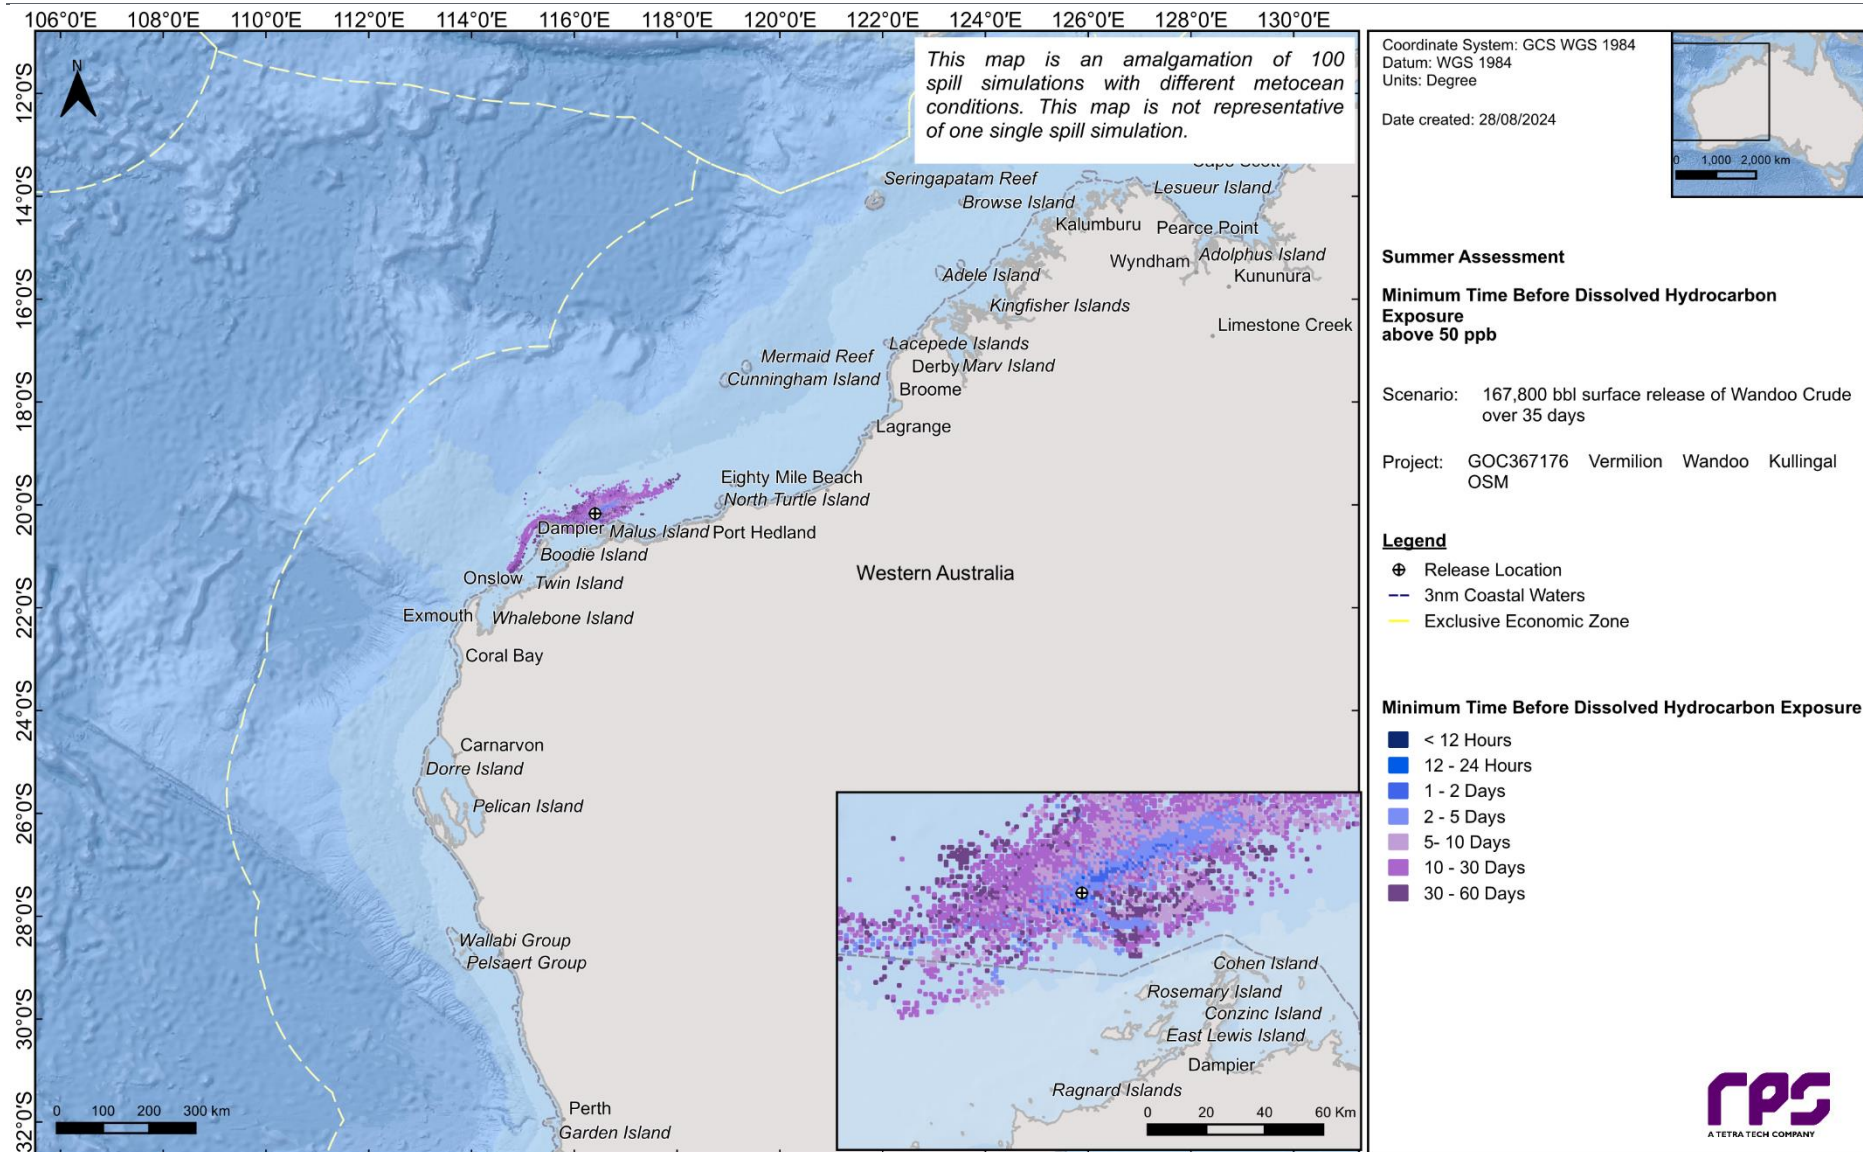 106°0'E 108°0'E 110°0'E 112°0'E 114°0'E 116°0'E 118°0'E 120°0'E 122°0'E 124°0'E 126°0'E 128°0'E 130°0'E
12°0'S
14°0'S
16°0'S
18°0'S
20°0'S
22°0'S
24°0'S
26°0'S
28°0'S
30°0'S
32°0'S
N
This map is an amalgamation of 100
spill simulations with different metocean
conditions. This map is not representative
of one single spill simulation.
Cape Scott
Seringapatam Reef
Lesueur Island
Browse Island
Kalumburu
Pearce Point
Adolphus Island
Wyndham
Kununura
Adele Island
Kingfisher Islands
Limestone Creek
Lacepede Islands
Mermaid Reef
Derby
Marv Island
Cunningham Island
Broome
Lagrange
Eighty Mile Beach
North Turtle Island
Dampier
Malus Island
Port Hedland
Boodie Island
Onslow
Twin Island
Western Australia
Exmouth
Whalebone Island
Coral Bay
Carnarvon
Dorre Island
Pelican Island
Wallabi Group
Pelsaert Group
Perth
Garden Island
0 100 200 300 km
Cohen Island
Rosemary Island
Conzinc Island
East Lewis Island
Dampier
Ragnard Islands
0 20 40 60 Km
Coordinate System: GCS WGS 1984
Datum: WGS 1984
Units: Degree
Date created: 28/08/2024
0 1,000 2,000 km
Summer Assessment
Minimum Time Before Dissolved Hydrocarbon
Exposure
above 50 ppb
Scenario: 167,800 bbl surface release of Wandoo Crude
over 35 days
Project: GOC367176 Vermilion Wandoo Kullingal
OSM
Legend
Release Location
3nm Coastal Waters
Exclusive Economic Zone
Minimum Time Before Dissolved Hydrocarbon Exposure
< 12 Hours
12 - 24 Hours
1 - 2 Days
2 - 5 Days
5- 10 Days
10 - 30 Days
30 - 60 Days
rps
A TETRA TECH COMPANY